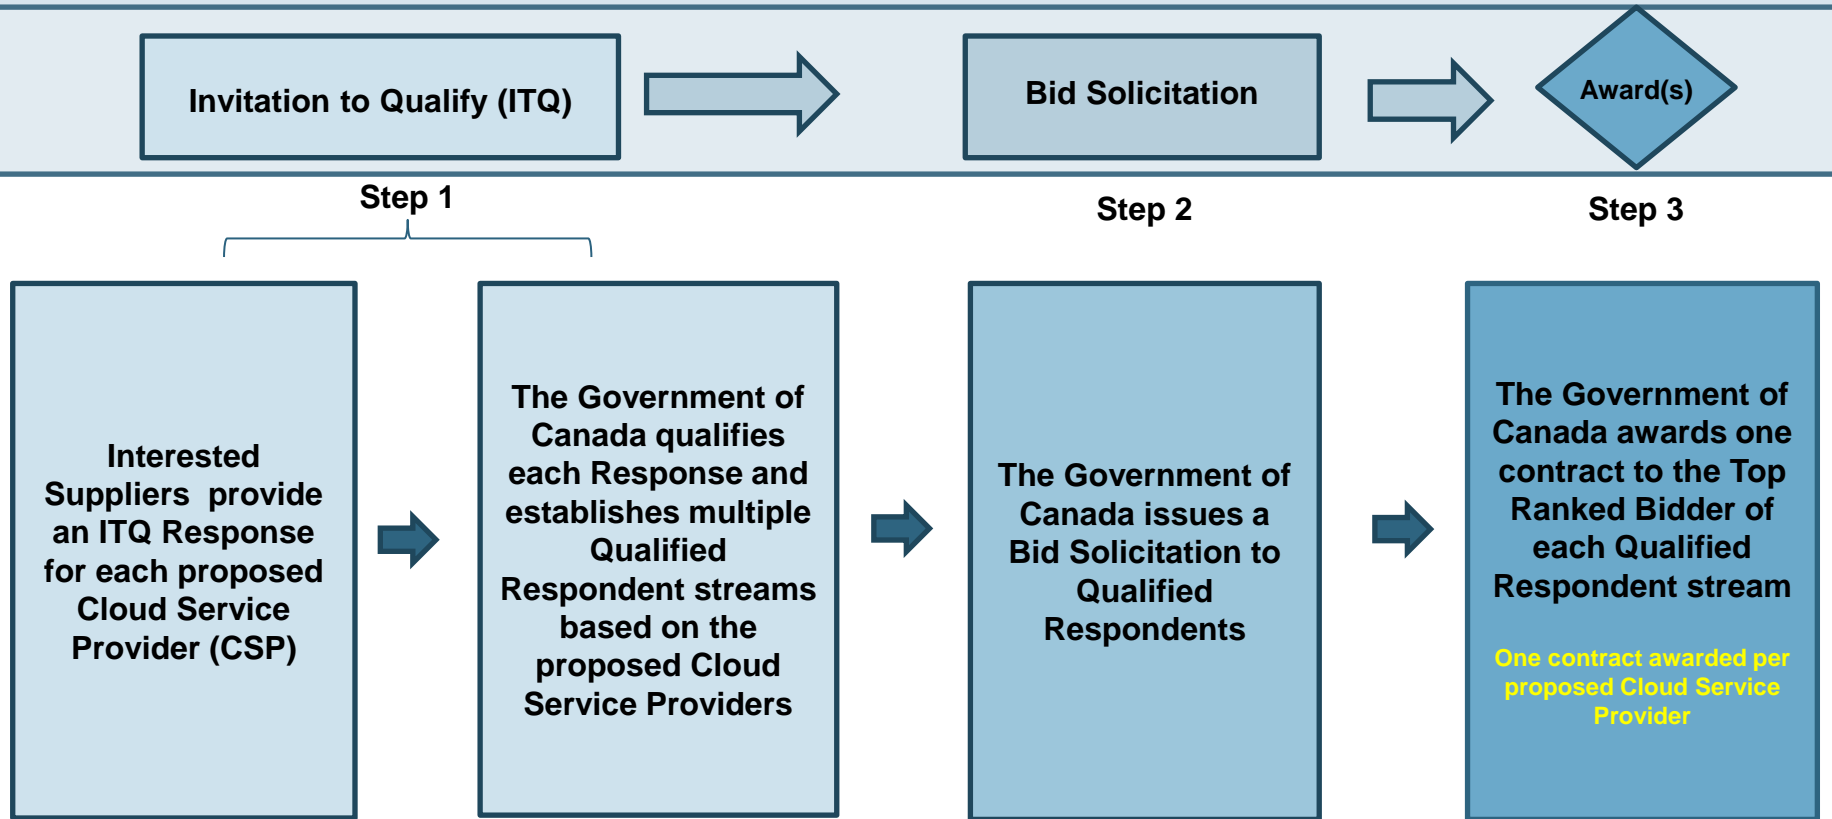 Invitation to Qualify (ITQ)
Bid Solicitation
Award(s)
Step 1
Step 2
Step 3
Interested
Suppliers  provide
an ITQ Response
for each proposed
Cloud Service
Provider (CSP)
The Government of
Canada qualifies
each Response and
establishes multiple
Qualified
Respondent streams
based on the
proposed Cloud
Service Providers
The Government of
Canada issues a
Bid Solicitation to
Qualified
Respondents
The Government of
Canada awards one
contract to the Top
Ranked Bidder of
each Qualified
Respondent stream
One contract awarded per
proposed Cloud Service
Provider